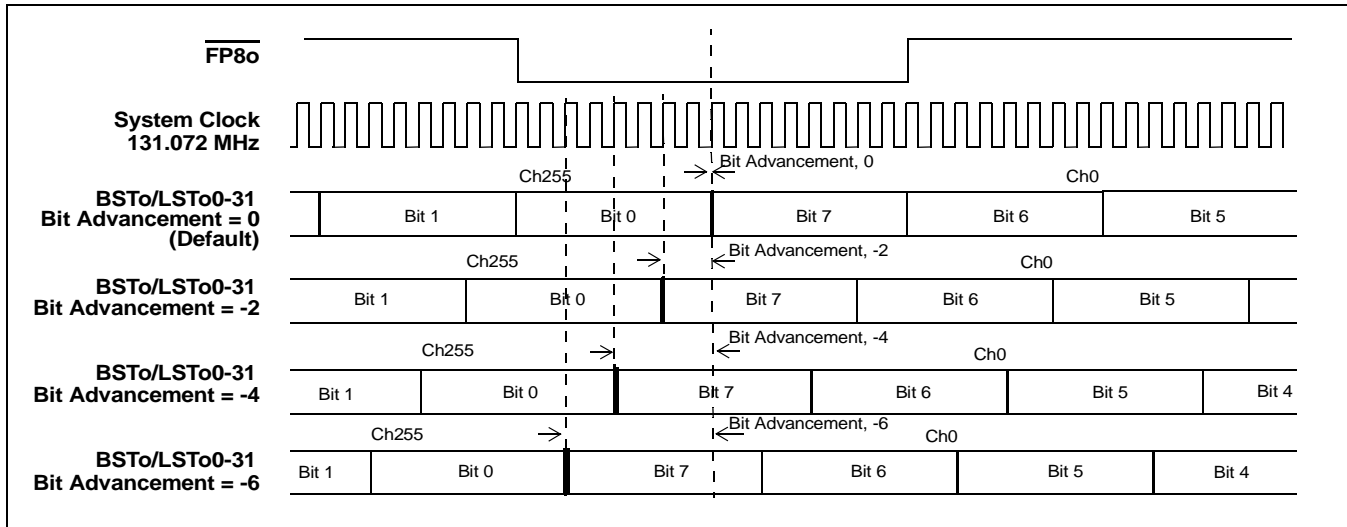 FP8o
System Clock
131.072 MHz
Bit Advancement, 0
Ch255 Ch0
BSTo/LSTo0-31
Bit Advancement = 0
(Default)
Bit 1 Bit 0 Bit 7 Bit 6 Bit 5
Bit Advancement, -2
Ch255 Ch0
BSTo/LSTo0-31
Bit Advancement = -2
Bit 1 Bit 0 Bit 7 Bit 6 Bit 5
Bit Advancement, -4
Ch255 Ch0
BSTo/LSTo0-31
Bit Advancement = -4
Bit 1 Bit 0 Bit 7 Bit 6 Bit 5 Bit 4
Bit Advancement, -6
Ch255 Ch0
BSTo/LSTo0-31
Bit Advancement = -6
Bit 1 Bit 0 Bit 7 Bit 6 Bit 5 Bit 4